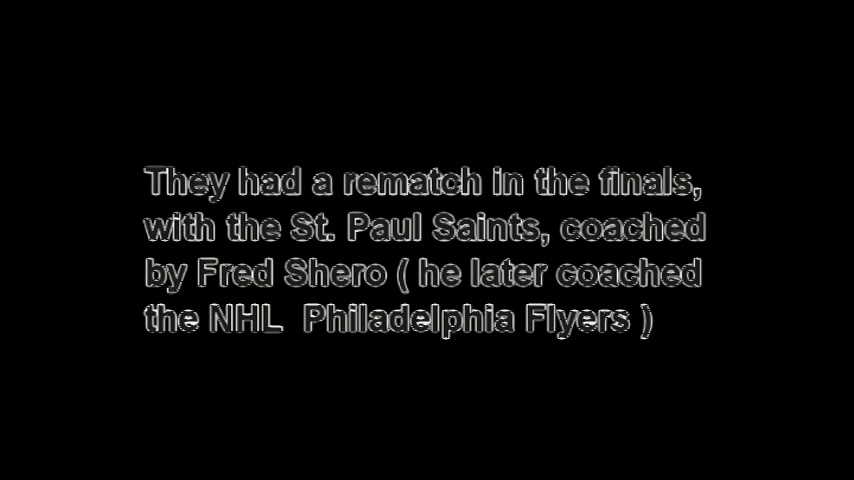 They had a rematch in the finals,
with the St. Paul Saints, coached
by Fred Shero ( he later coached
the NHL  Philadelphia Flyers )